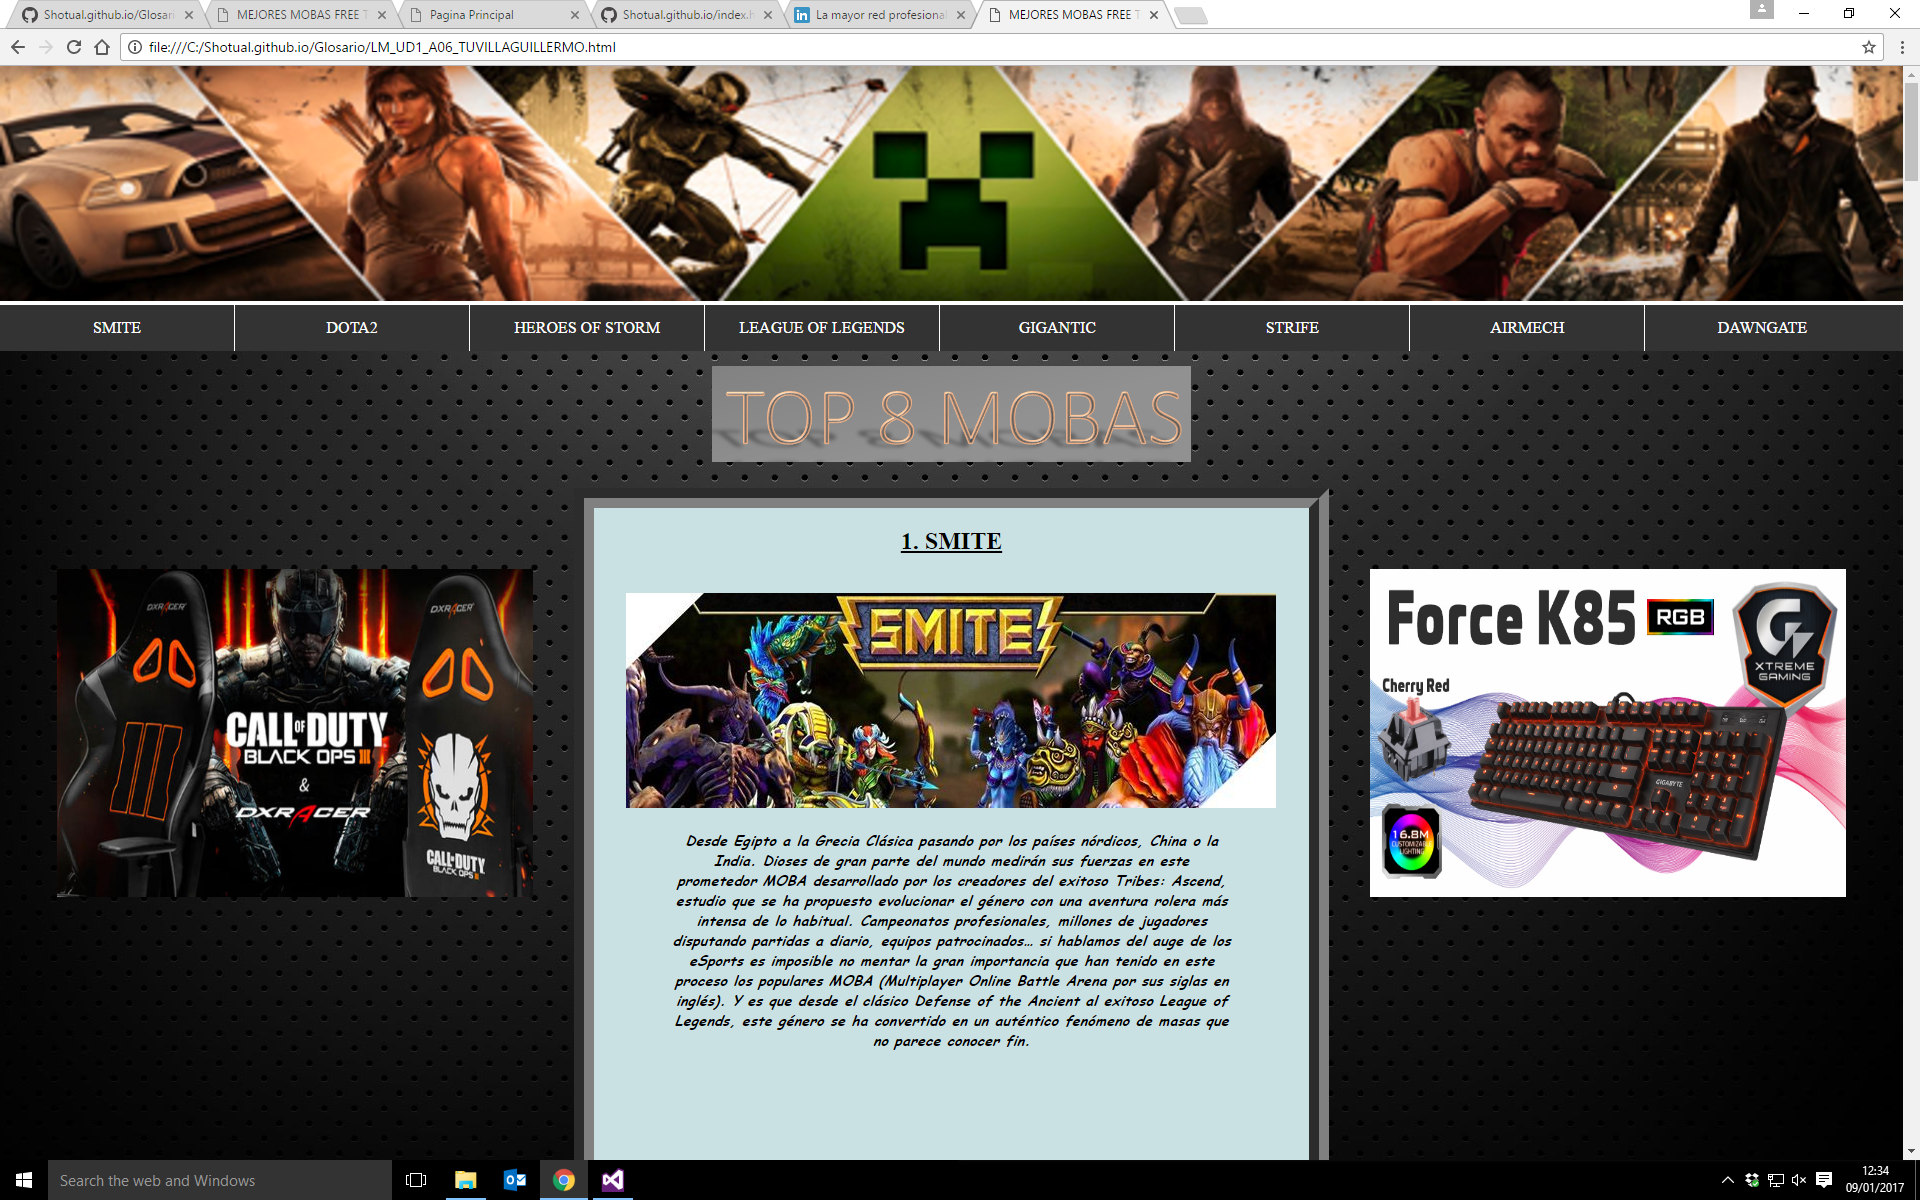 Shotual.github.io/Glosari
MEJORES MOBAS FREE T
Pagina Principal
Shotual.github.io/index.h
La mayor red profesional
MEJORES MOBAS FREE T
file:///C:/Shotual.github.io/Glosario/LM_UD1_A06_TUVILLAGUILLERMO.html
SMITE
DOTA2
HEROES OF STORM
LEAGUE OF LEGENDS
GIGANTIC
STRIFE
AIRMECH
DAWNGATE
TOP 8 MOBAS
1. SMITE
SMITE
Desde Egipto a la Grecia Clásica pasando por los países nórdicos, China o la
India. Dioses de gran parte del mundo medirán sus fuerzas en este
prometedor MOBA desarrollado por los creadores del exitoso Tribes: Ascend,
estudio que se ha propuesto evolucionar el género con una aventura rolera más
intensa de lo habitual. Campeonatos profesionales, millones de jugadores
disputando partidas a diario, equipos patrocinados... si hablamos del auge de los
eSports es imposible no mentar la gran importancia que han tenido en este
proceso los populares MOBA (Multiplayer Online Battle Arena por sus siglas en
inglés). Y es que desde el clásico Defense of the Ancient al exitoso League of
Legends, este género se ha convertido en un auténtico fenómeno de masas que
no parece conocer fin.
DXRACER
DXRACER
CALL OF DUTY
BLACK OPS III
&
DXRACER
CALL OF DUTY
BLACK OPS III
Force K85 RGB
XTREME
GAMING
Cherry Red
GIGABYTE
16.8M
CUSTOMIZABLE
LIGHTING
Search the web and Windows
12:34
09/01/2017